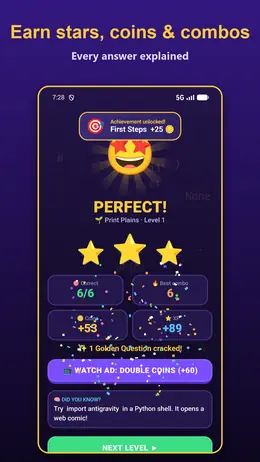 Earn stars, coins & combos
Every answer explained
7:28
5G
Achievement unlocked!
First Steps +25
None
PERFECT!
Print Plains · Level 1
Correct
6/6
Best combo
6
+53
XP
+89
1 Golden Question cracked!
WATCH AD: DOUBLE COINS (+60)
DID YOU KNOW?
Try import antigravity in a Python shell. It opens a web comic!
NEXT LEVEL ▸